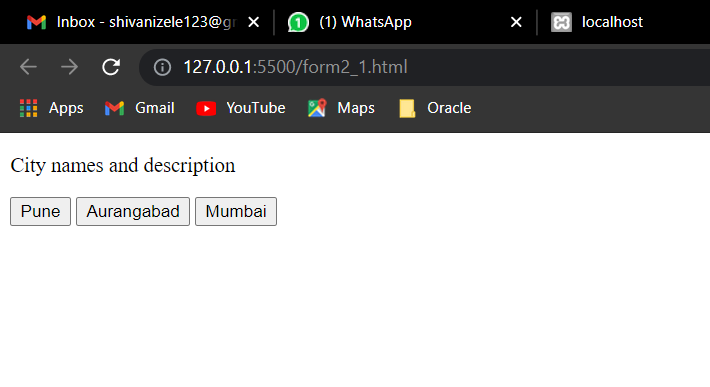 Inbox - shivanizele123@gr
(1) WhatsApp
localhost
127.0.0.1:5500/form2_1.html
Apps
Gmail
YouTube
Maps
Oracle
City names and description
Pune
Aurangabad
Mumbai